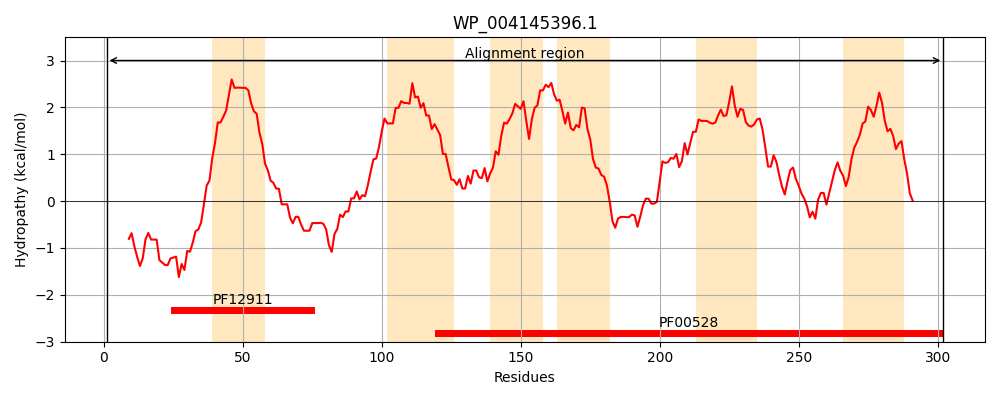 WP_004145396.1
Alignment region
Hydropathy (kcal/mol)
3
2
1
0
−1
−2
−3
PF12911
PF00528
0
50
100
150
200
250
300
Residues